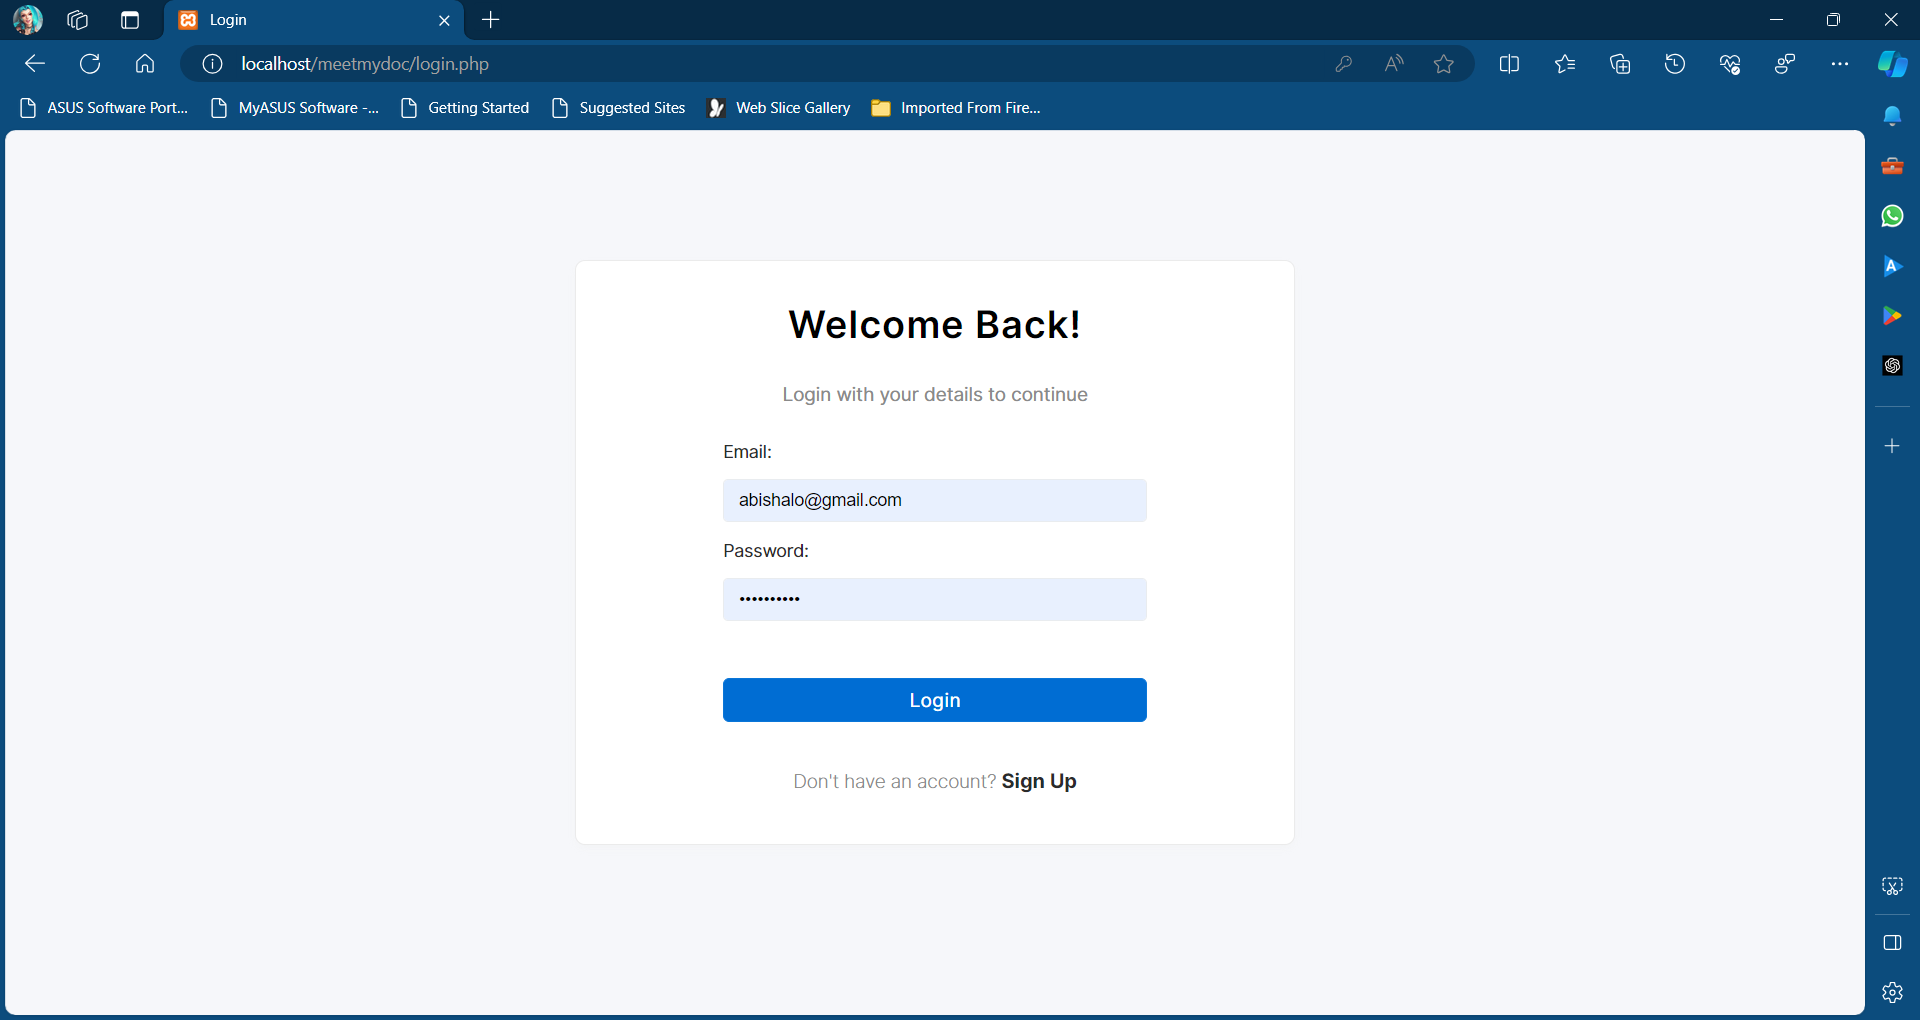 Login
localhost/meetmydoc/login.php
ASUS Software Port... MyASUS Software -... Getting Started Suggested Sites Web Slice Gallery Imported From Fire...
Welcome Back!
Login with your details to continue
Email:
abishalo@gmail.com
Password:
••••••••••
Login
Don't have an account? Sign Up